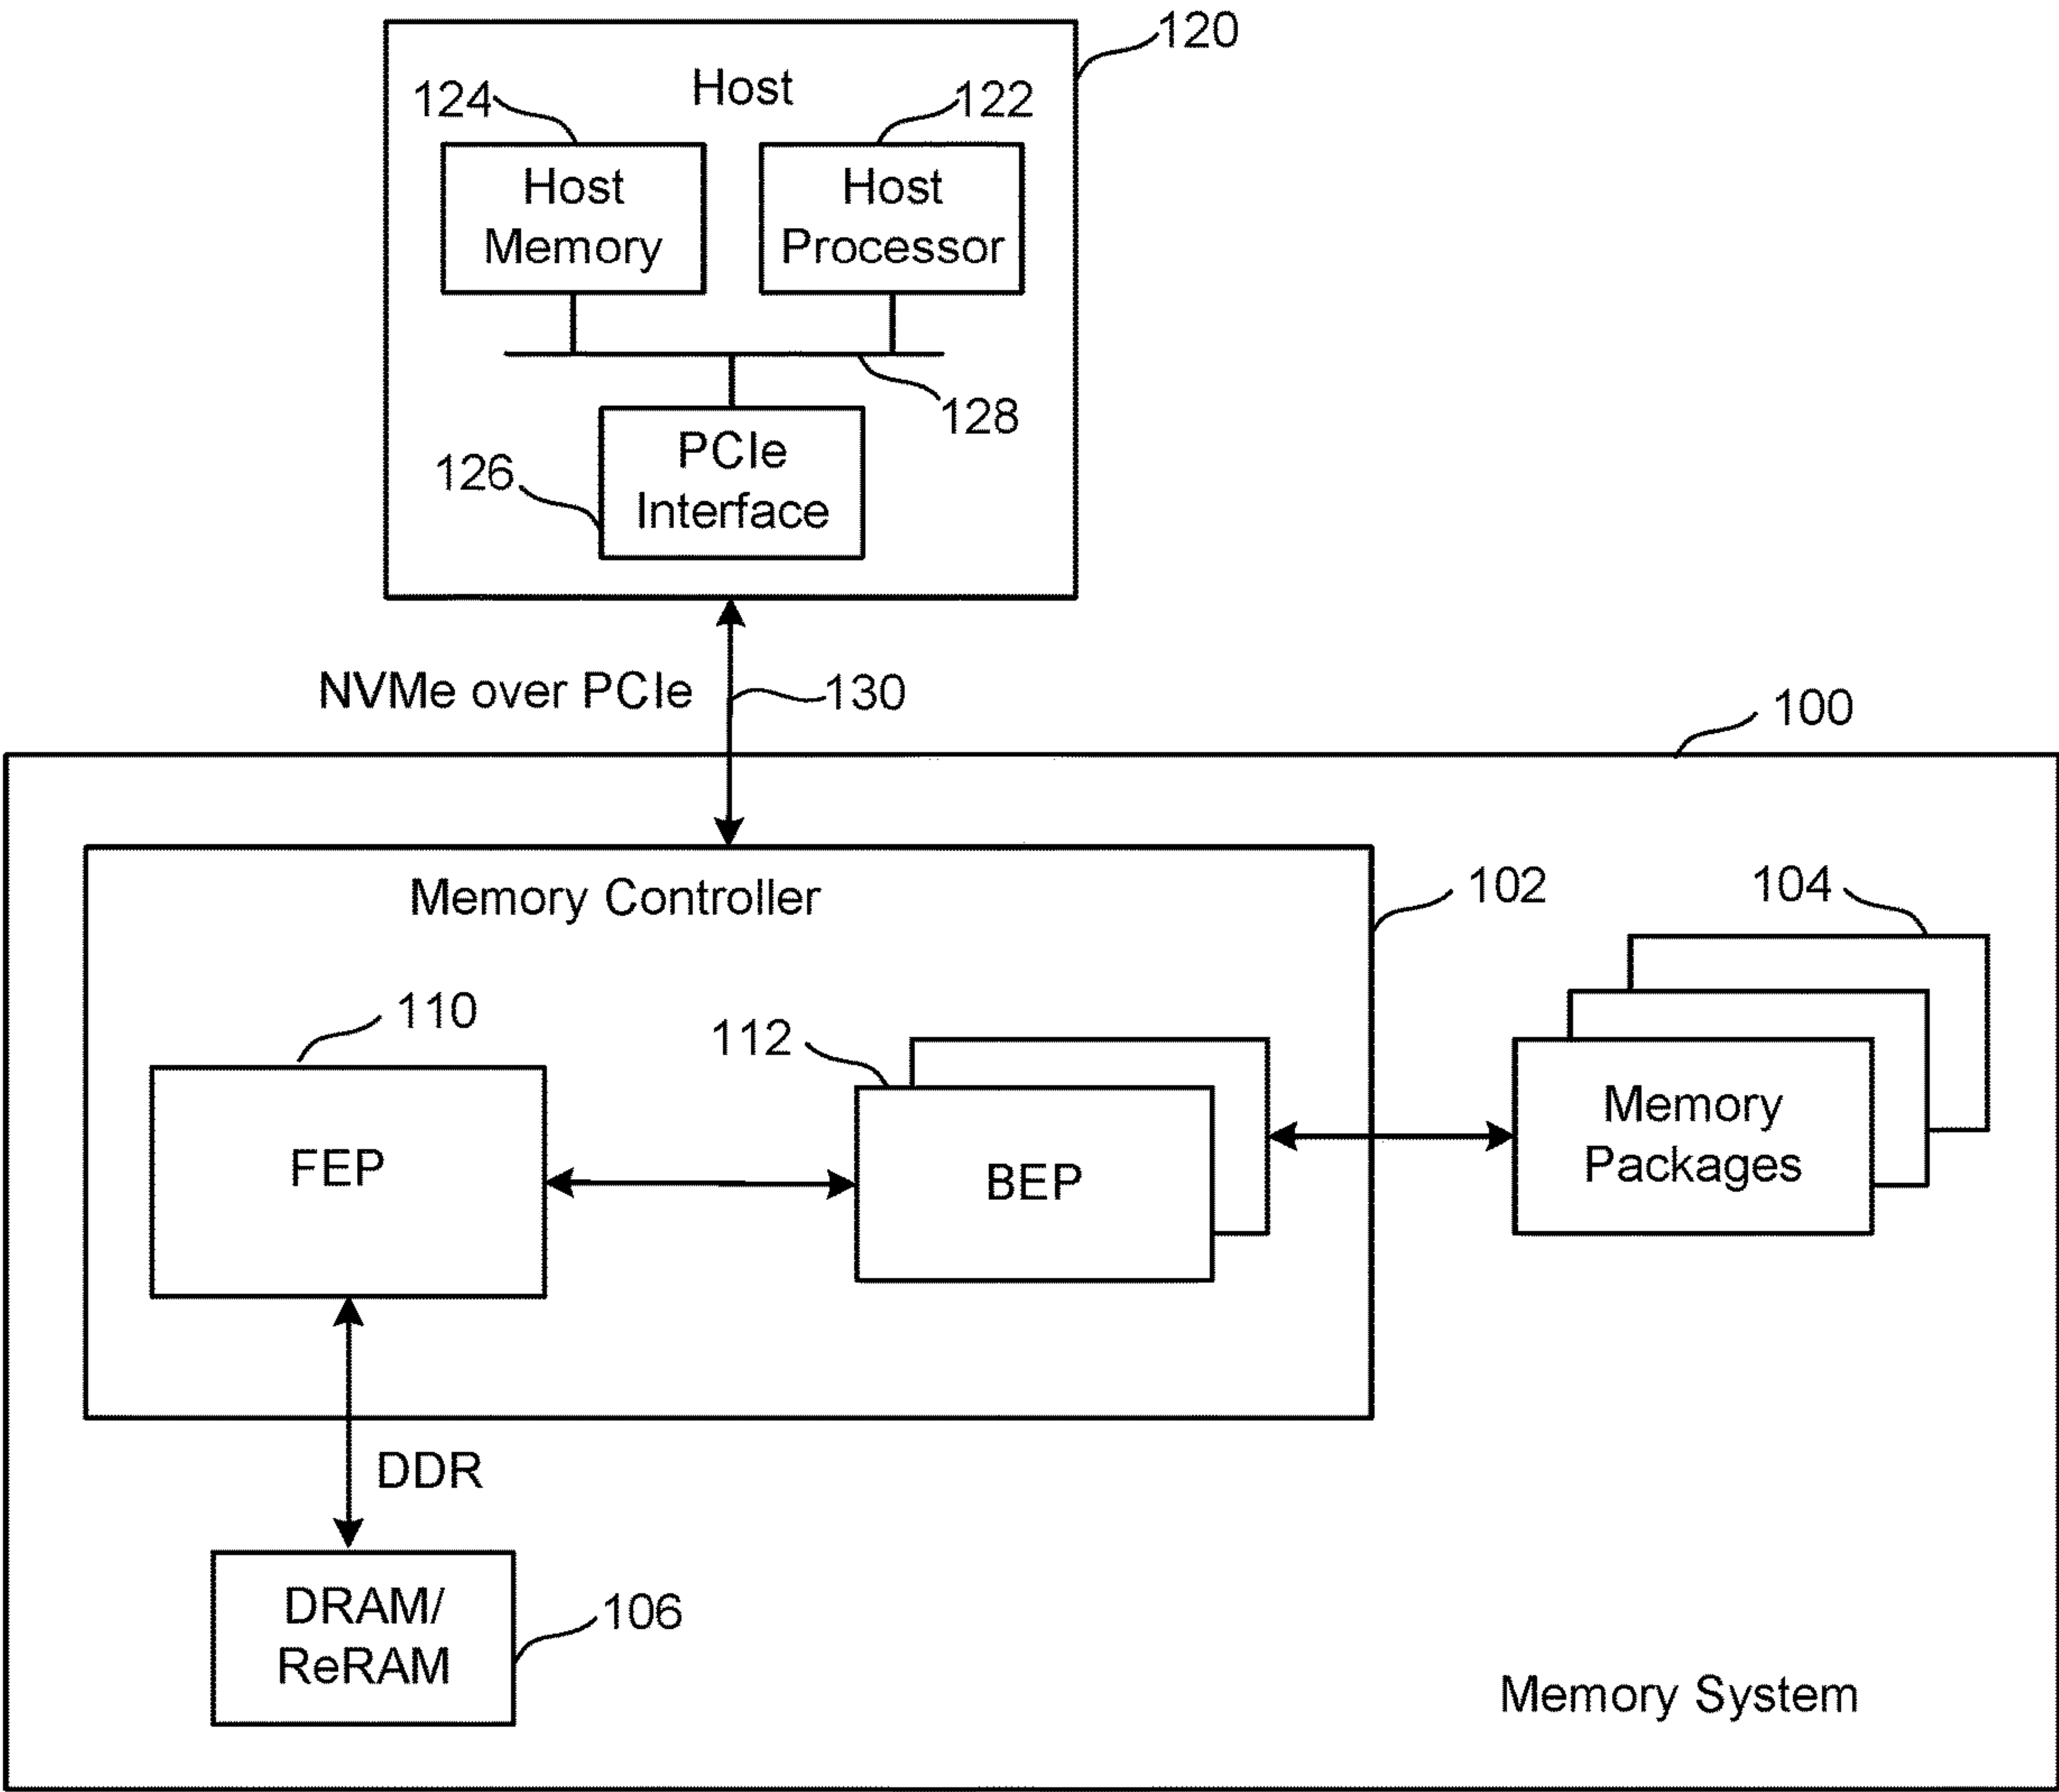 120
Host
124
122
Host
Memory
Host
Processor
128
PCIe
Interface
126
NVMe over PCIe
130
100
Memory Controller
102
104
110
112
FEP
BEP
Memory
Packages
DDR
DRAM/
ReRAM
106
Memory System